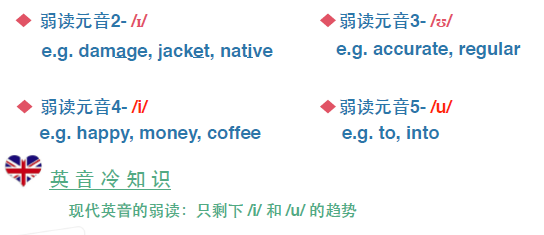 弱读元音2- /ɪ/
e.g. damage, jacket, native
弱读元音3- /ʊ/
e.g. accurate, regular
弱读元音4- /i/
e.g. happy, money, coffee
弱读元音5- /u/
e.g. to, into
英音冷知识
现代英音的弱读：只剩下 /i/ 和 /u/ 的趋势